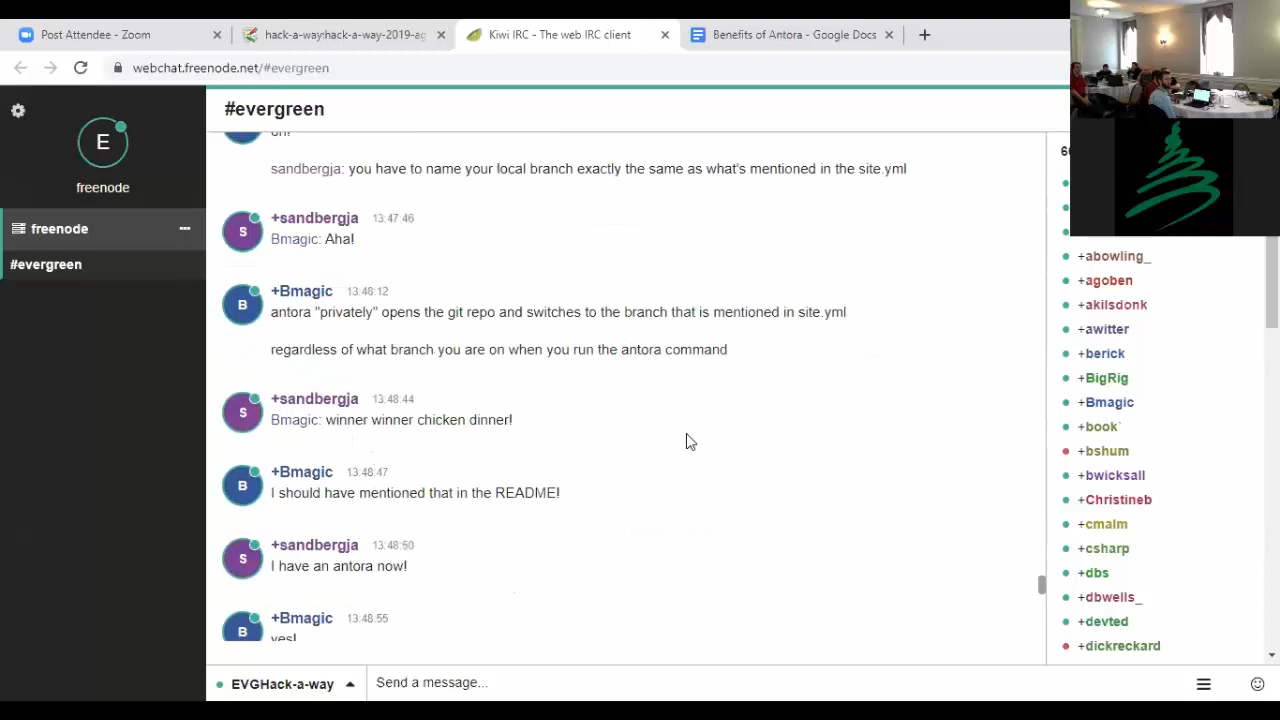 Post Attendee - Zoom
hack-a-way:hack-a-way-2019-ag
Kiwi IRC - The web IRC client
Benefits of Antora - Google Docs
webchat.freenode.net/#evergreen
E
freenode
freenode
#evergreen
#evergreen
sandbergja: you have to name your local branch exactly the same as what's mentioned in the site.yml
S
+sandbergja 13:47:46
Bmagic: Aha!
B
+Bmagic 13:48:12
antora "privately" opens the git repo and switches to the branch that is mentioned in site.yml
regardless of what branch you are on when you run the antora command
S
+sandbergja 13:48:44
Bmagic: winner winner chicken dinner!
B
+Bmagic 13:48:47
I should have mentioned that in the README!
S
+sandbergja 13:48:50
I have an antora now!
B
+Bmagic 13:48:55
yes!
EVGHack-a-way
Send a message...
+abowling_
+agoben
+akilsdonk
+awitter
+berick
+BigRig
+Bmagic
+book`
+bshum
+bwicksall
+Christineb
+cmalm
+csharp
+dbs
+dbwells_
+devted
+dickreckard